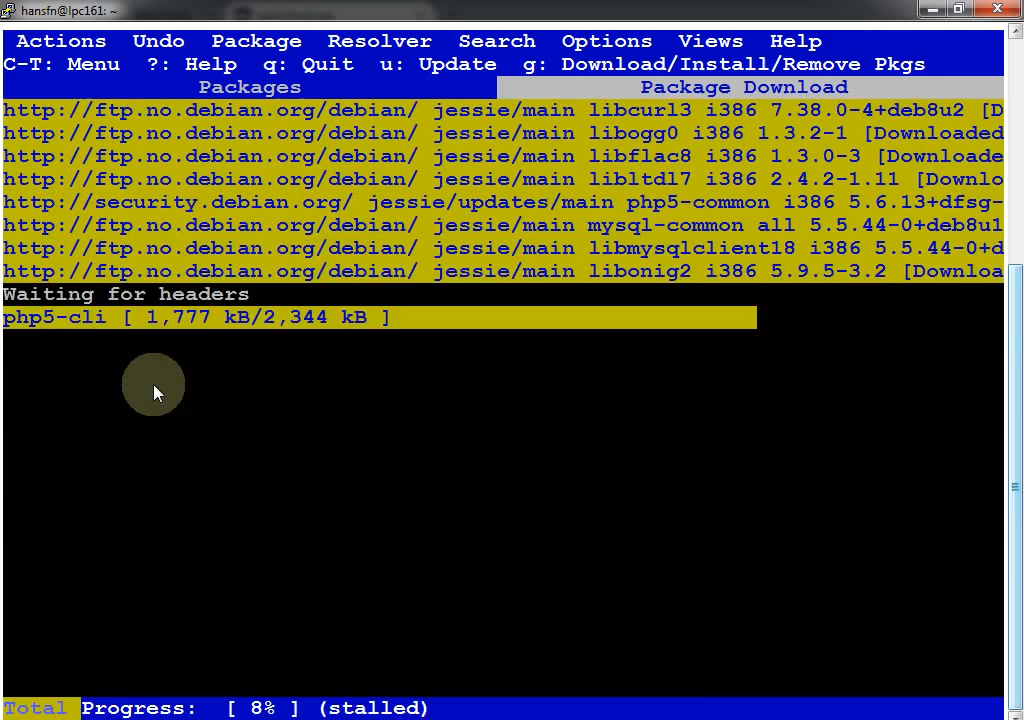 hansfn@lpc161: ~
Actions Undo Package Resolver Search Options Views Help
C-T: Menu ?: Help q: Quit u: Update g: Download/Install/Remove Pkgs
Packages Package Download
http://ftp.no.debian.org/debian/ jessie/main libcurl3 i386 7.38.0-4+deb8u2 [D
http://ftp.no.debian.org/debian/ jessie/main libogg0 i386 1.3.2-1 [Downloaded
http://ftp.no.debian.org/debian/ jessie/main libflac8 i386 1.3.0-3 [Downloade
http://ftp.no.debian.org/debian/ jessie/main libltdl7 i386 2.4.2-1.11 [Downlo
http://security.debian.org/ jessie/updates/main php5-common i386 5.6.13+dfsg-
http://ftp.no.debian.org/debian/ jessie/main mysql-common all 5.5.44-0+deb8u1
http://ftp.no.debian.org/debian/ jessie/main libmysqlclient18 i386 5.5.44-0+d
http://ftp.no.debian.org/debian/ jessie/main libonig2 i386 5.9.5-3.2 [Downloa
Waiting for headers
php5-cli [ 1,777 kB/2,344 kB ]
Total Progress: [ 8% ] (stalled)